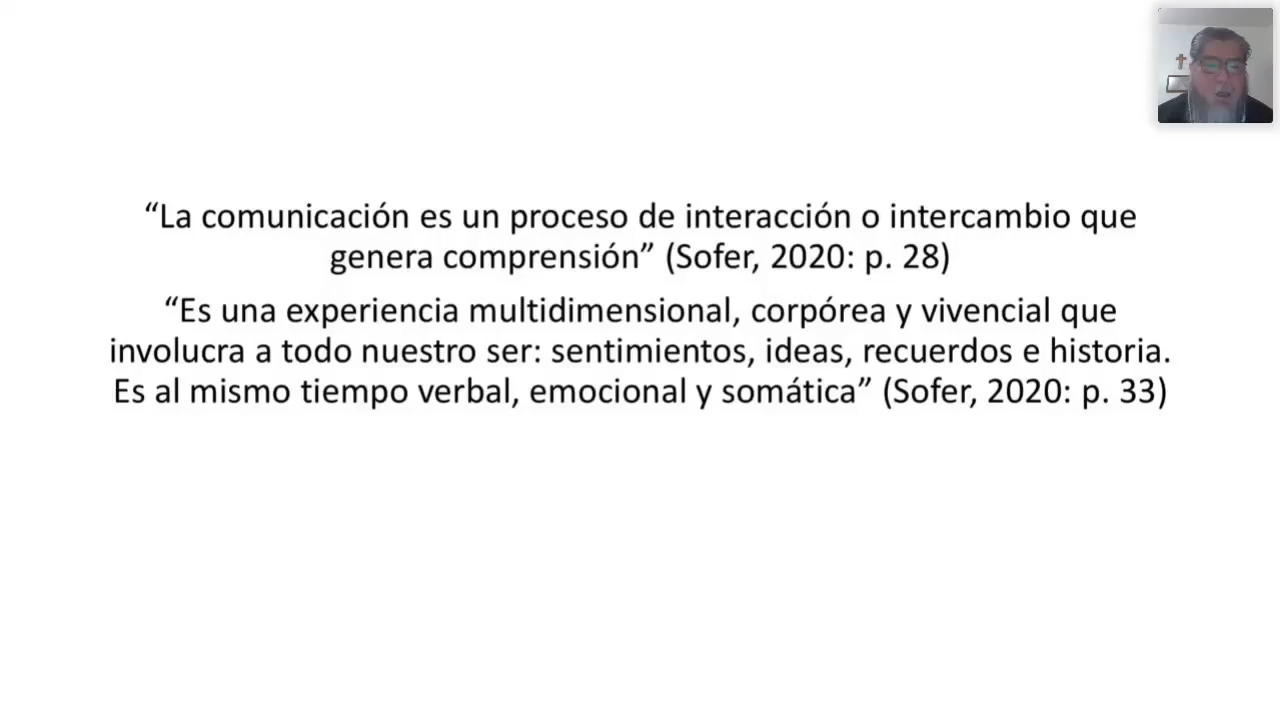 “La comunicación es un proceso de interacción o intercambio que
genera comprensión” (Sofer, 2020: p. 28)
“Es una experiencia multidimensional, corpórea y vivencial que
involucra a todo nuestro ser: sentimientos, ideas, recuerdos e historia.
Es al mismo tiempo verbal, emocional y somática” (Sofer, 2020: p. 33)